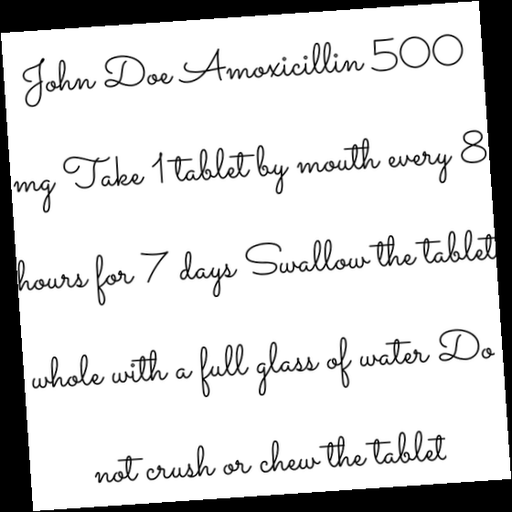 John Doe Amoxicillin 500
mg Take 1 tablet by mouth every 8
hours for 7 days Swallow the tablet
whole with a full glass of water Do
not crush or chew the tablet